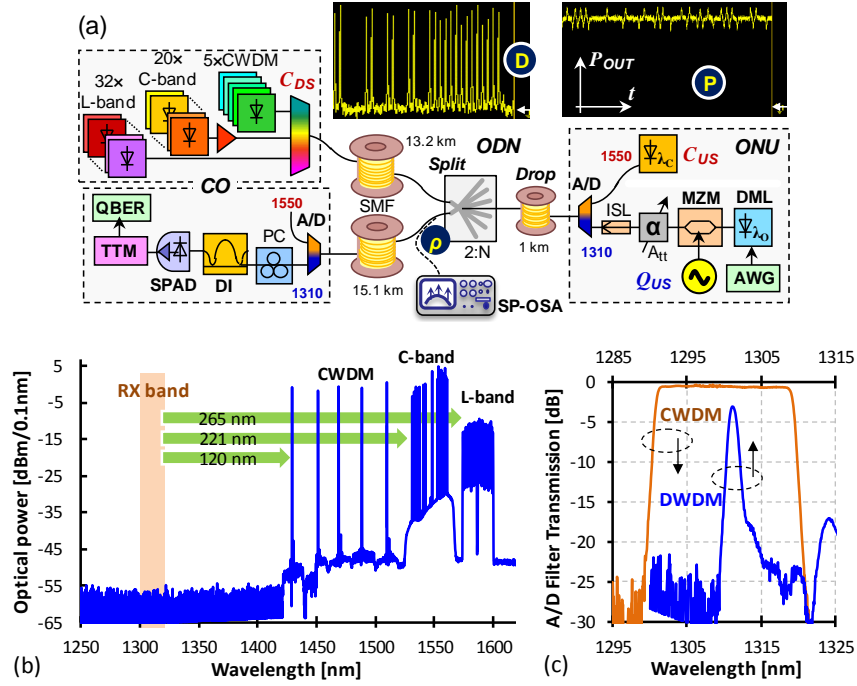 (a)
32×
L-band
20×
C-band
5×CWDM
C_DS
D
P_OUT
t
P
CO
13.2 km
SMF
15.1 km
Split
ODN
2:N
ρ
Drop
1 km
SP-OSA
QBER
TTM
SPAD
DI
PC
1550
A/D
1310
ONU
1550
A/D
1310
λC
C_US
ISL
α
Att
MZM
DML
λO
Q_US
AWG
(b)
Optical power [dBm/0.1nm]
5
-5
-15
-25
-35
-45
-55
-65
RX band
CWDM
C-band
L-band
265 nm
221 nm
120 nm
1250
1300
1350
1400
1450
1500
1550
1600
Wavelength [nm]
(c)
1285
1295
1305
1315
A/D Filter Transmission [dB]
0
-5
-10
-15
-20
-25
-30
CWDM
DWDM
1295
1305
1315
1325
Wavelength [nm]